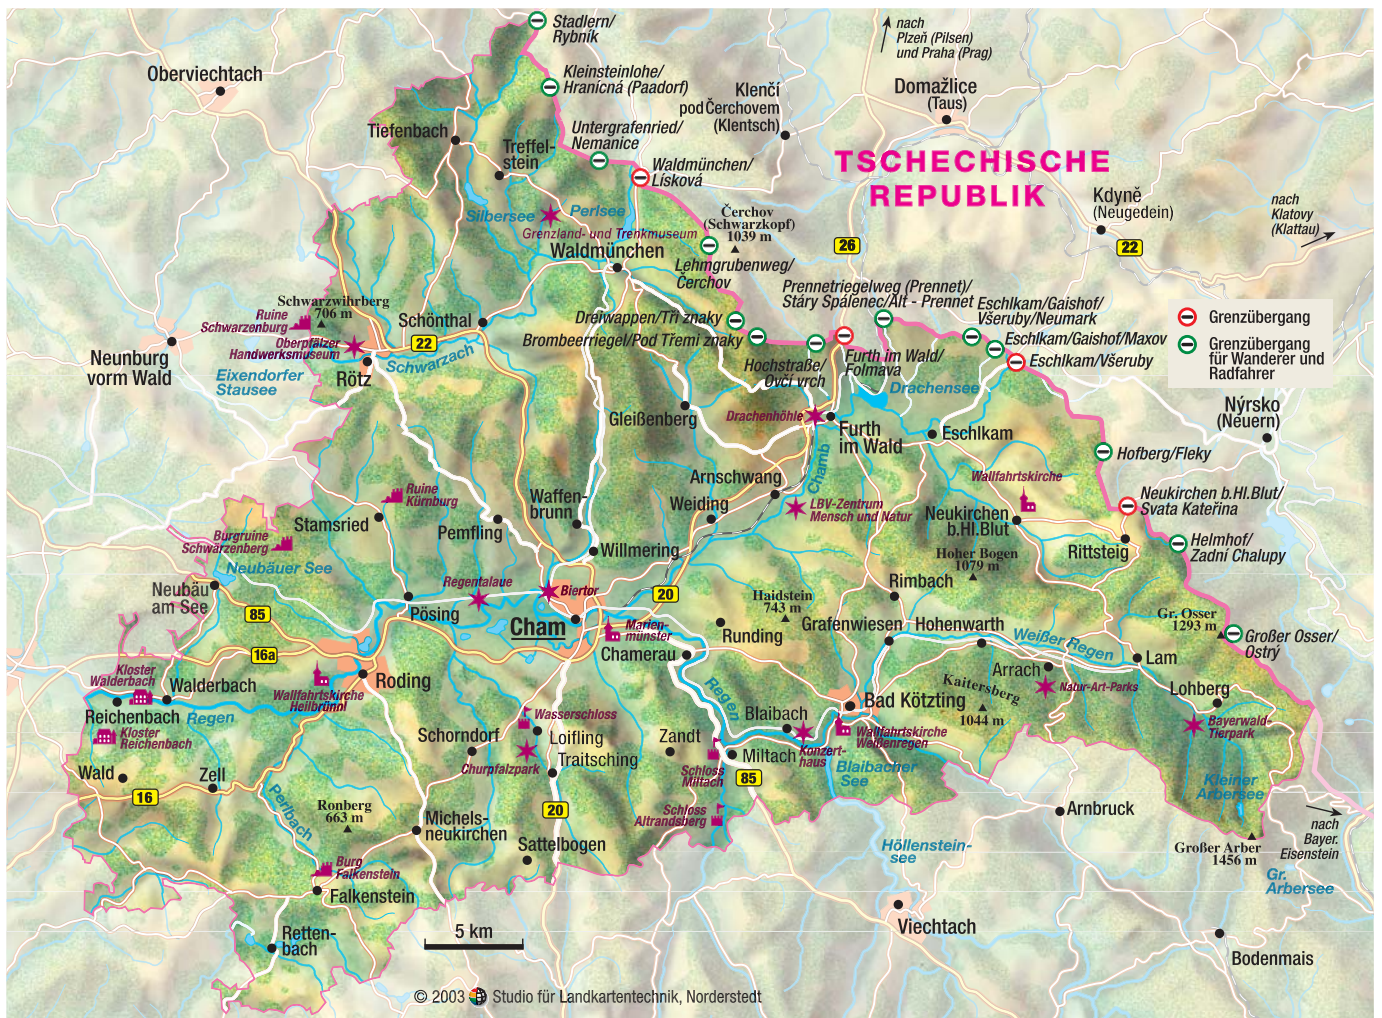 Stadlern/
Rybník
nach
Plzeň (Pilsen)
und Praha (Prag)
Oberviechtach
Kleinsteinlohe/
Hranicná (Paadorf)
Klenčí
pod Čerchovem
(Klentsch)
Domažlice
(Taus)
Tiefenbach
Treffel-
stein
Untergrafenried/
Nemanice
Waldmünchen/
Lísková
TSCHECHISCHE
REPUBLIK
Kdyně
(Neugedein)
nach
Klatovy
(Klattau)
Silbersee
Perlsee
Grenzland- und Trenkmuseum
Čerchov
(Schwarzkopf)
1039 m
26
22
Waldmünchen
Lehmgrubenweg/
Čerchov
Prennetriegelweg (Prennet)/
Stáry Spálenec/Alt - Prennet
Eschlkam/Gaishof/
Všeruby/Neumark
Schwarzwihrberg
706 m
Ruine
Schwarzenburg
Oberpfälzer
Handwerksmuseum
Schönthal
22
Schwarzach
Dreiwappen/Tři znaky
Brombeerriegel/Pod Třemi znaky
Eschlkam/Gaishof/Maxov
Eschlkam/Všeruby
Grenzübergang
Grenzübergang
für Wanderer und
Radfahrer
Neunburg
vorm Wald
Eixendorfer
Stausee
Rötz
Hochstraße/
Ovčí vrch
Furth im Wald/
Folmava
Drachensee
Nýrsko
(Neuern)
Gleißenberg
Drachenhöhle
Furth
im Wald
Eschlkam
Hofberg/Fleky
Arnschwang
Chamb
Wallfahrtskirche
Ruine
Kürnburg
Waffen-
brunn
Weiding
LBV-Zentrum
Mensch und Natur
Neukirchen
b.Hl.Blut
Neukirchen b.Hl.Blut/
Svata Kateřina
Stamsried
Pemfling
Burgruine
Schwärzenberg
Neubäuer See
Willmering
Hoher Bogen
1079 m
Rittsteig
Helmhof/
Zadní Chalupy
Neubäu
am See
Regentalaue
Biertor
20
Haidstein
743 m
Rimbach
85
Pösing
Cham
Marien-
münster
Runding
Grafenwiesen
Hohenwarth
Weißer Regen
Gr. Osser
1293 m
Großer Osser/
Ostrý
16a
Chamerau
Arrach
Lam
Kloster
Walderbach
Walderbach
Wallfahrtskirche
Heilbrünnl
Roding
Regen
Kaitersberg
1044 m
Natur-Art-Parks
Lohberg
Reichenbach
Regen
Kloster
Reichenbach
Wasserschloss
Loifling
Blaibach
Bad Kötzting
Bayerwald-
Tierpark
Schorndorf
Churpfalzpark
Traitsching
Zandt
Miltach
Konzert-
haus
Wallfahrtskirche
Weißenregen
Wald
Zell
Schloss
Miltach
85
Blaibacher
See
Kleiner
Arbersee
16
Perlbach
Ronberg
663 m
20
Schloss
Altrandsberg
Arnbruck
Michels-
neukirchen
Sattelbogen
Höllenstein-
see
nach
Bayer.
Eisenstein
Großer Arber
1456 m
Burg
Falkenstein
Falkenstein
Gr.
Arbersee
Viechtach
Retten-
bach
5 km
Bodenmais
© 2003 Studio für Landkartentechnik, Norderstedt